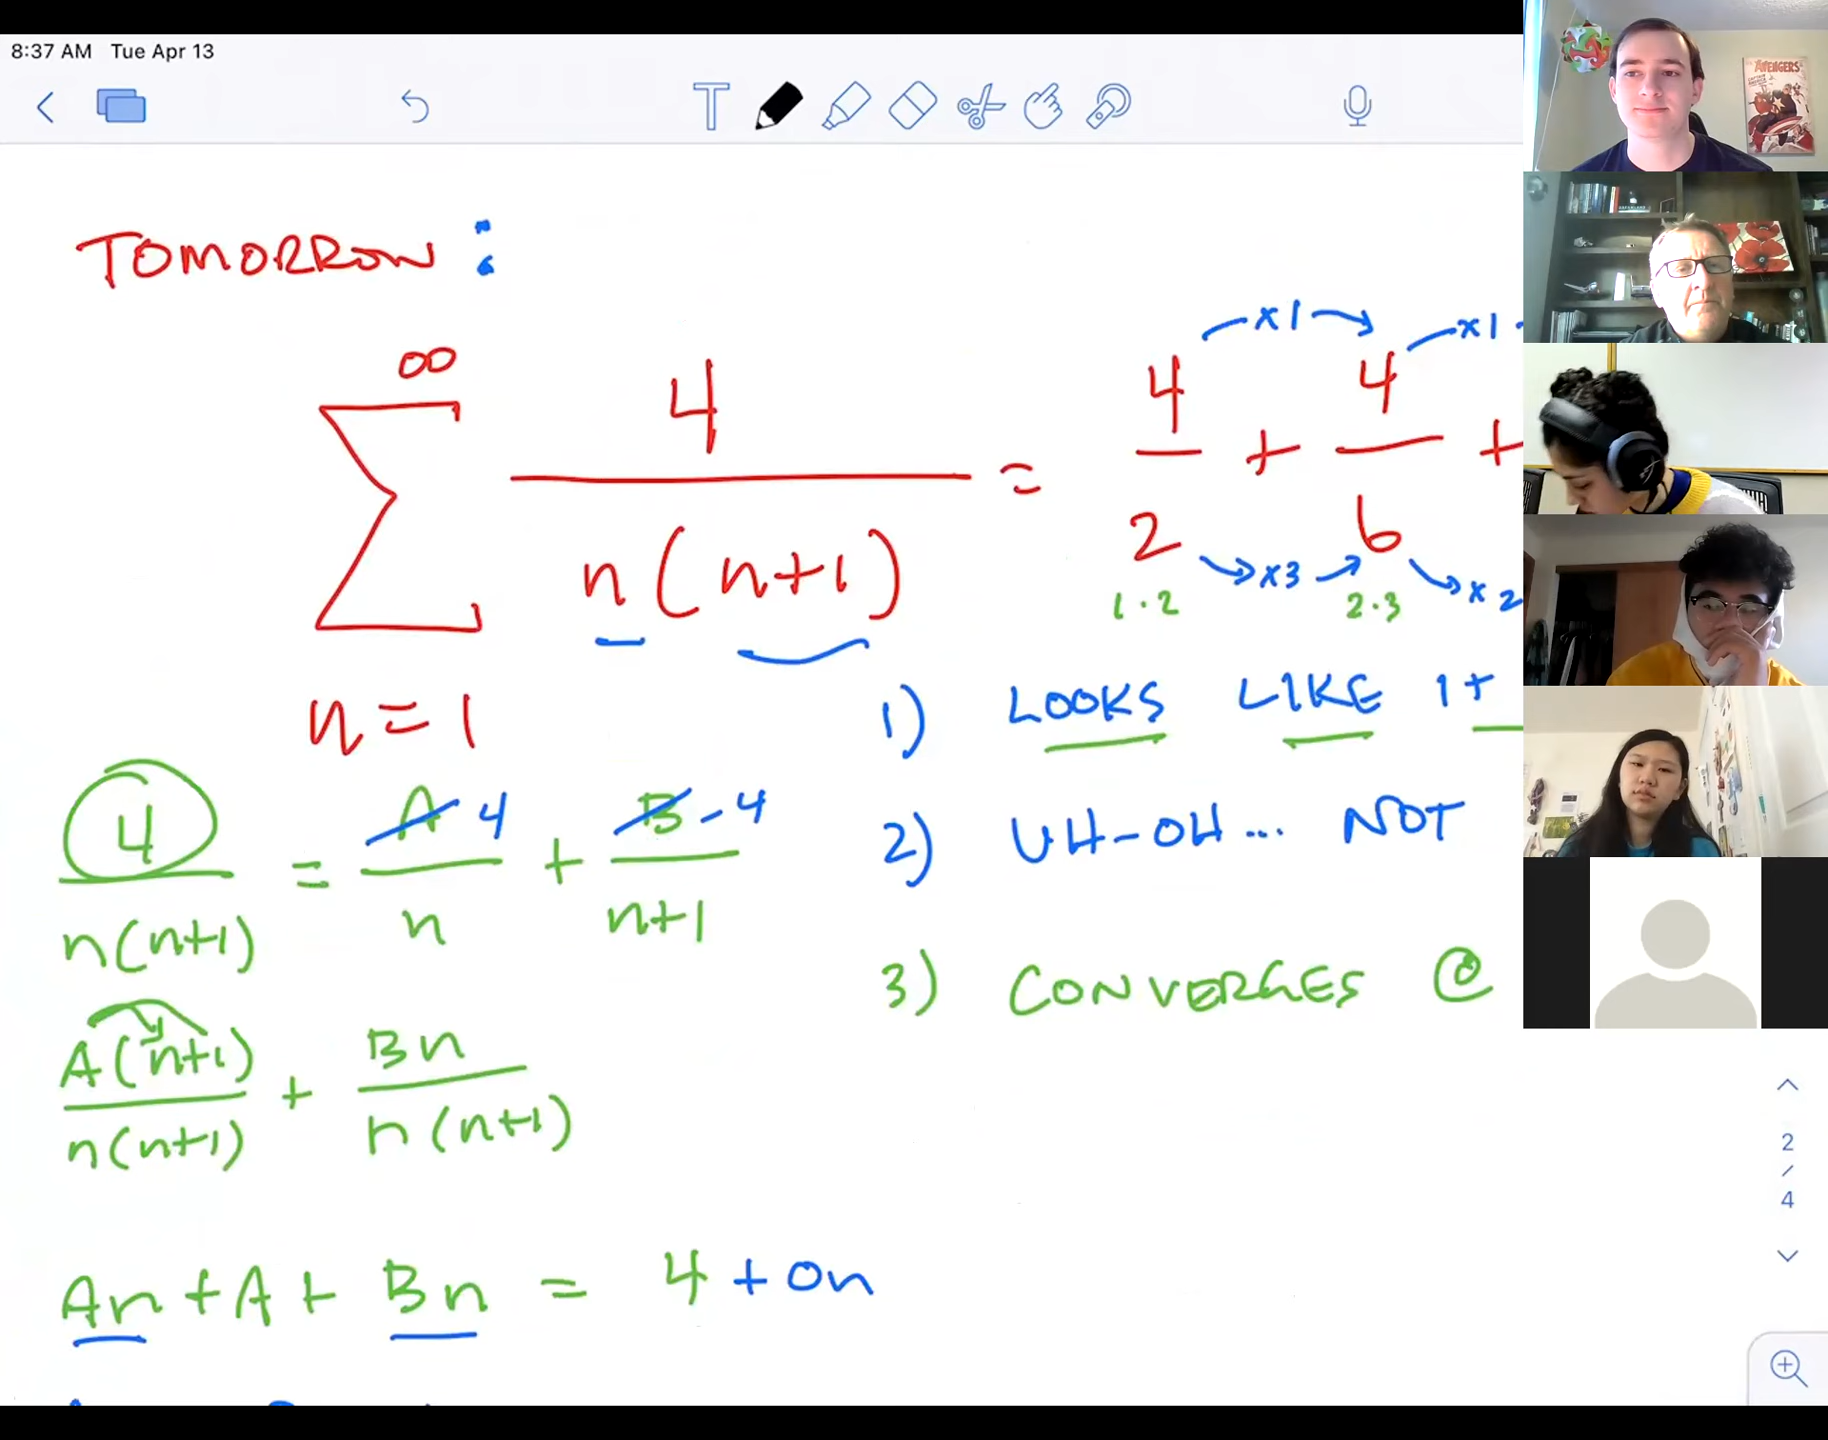 8:37 AM Tue Apr 13
TOMORROW :
∞
Σ 4 / n(n+1) = 4/2 + 4/6 +
n = 1
x1 x1
x3 x2
1·2 2·3
1) LOOKS LIKE 1+
2) UH-OH... NOT
3) CONVERGES @
4 / n(n+1) = A 4 / n + B -4 / n+1
A(n+1) / n(n+1) + Bn / n(n+1)
An + A + Bn = 4 + 0n
AVENGERS
2
/
4